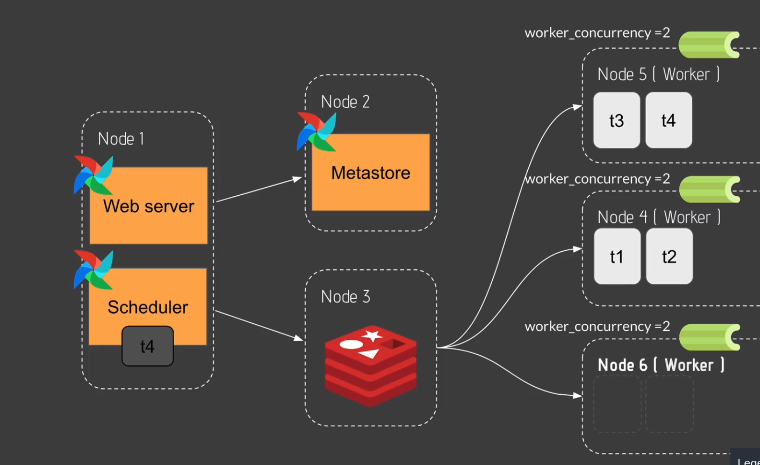 worker_concurrency =2
Node 5 ( Worker )
t3
t4
Node 2
Metastore
Node 1
Web server
Scheduler
t4
worker_concurrency =2
Node 4 ( Worker )
t1
t2
Node 3
worker_concurrency =2
Node 6 ( Worker )